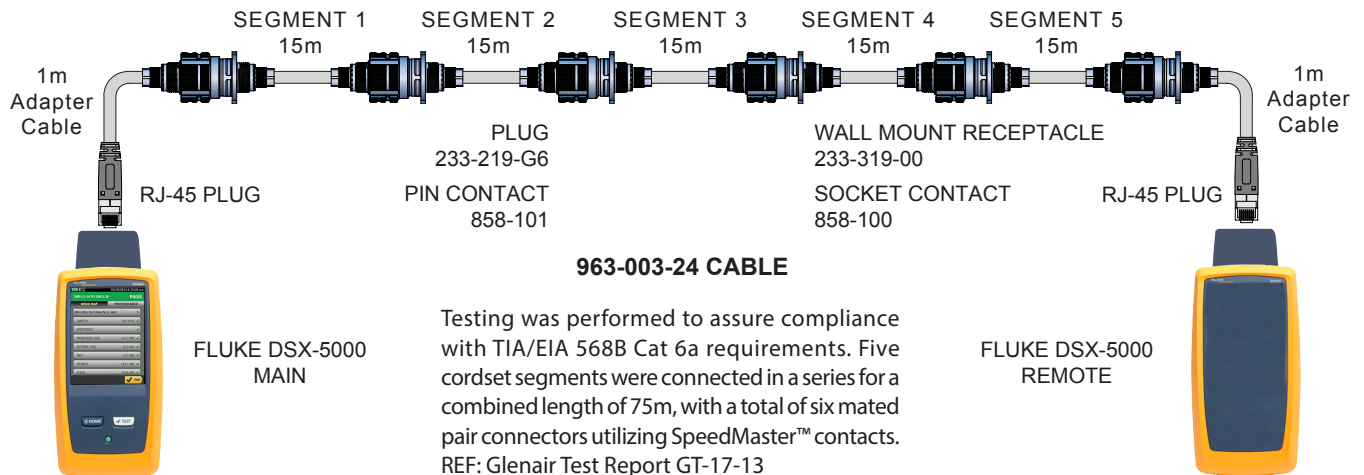 SEGMENT 1
15m
SEGMENT 2
15m
SEGMENT 3
15m
SEGMENT 4
15m
SEGMENT 5
15m
1m
Adapter
Cable
1m
Adapter
Cable
PLUG
233-219-G6
PIN CONTACT
858-101
WALL MOUNT RECEPTACLE
233-319-00
SOCKET CONTACT
858-100
RJ-45 PLUG
RJ-45 PLUG
963-003-24 CABLE
Testing was performed to assure compliance
with TIA/EIA 568B Cat 6a requirements. Five
cordset segments were connected in a series for a
combined length of 75m, with a total of six mated
pair connectors utilizing SpeedMaster™ contacts.
REF: Glenair Test Report GT-17-13
FLUKE DSX-5000
MAIN
FLUKE DSX-5000
REMOTE
PASS
PERFORMANCE
HOME
TEST